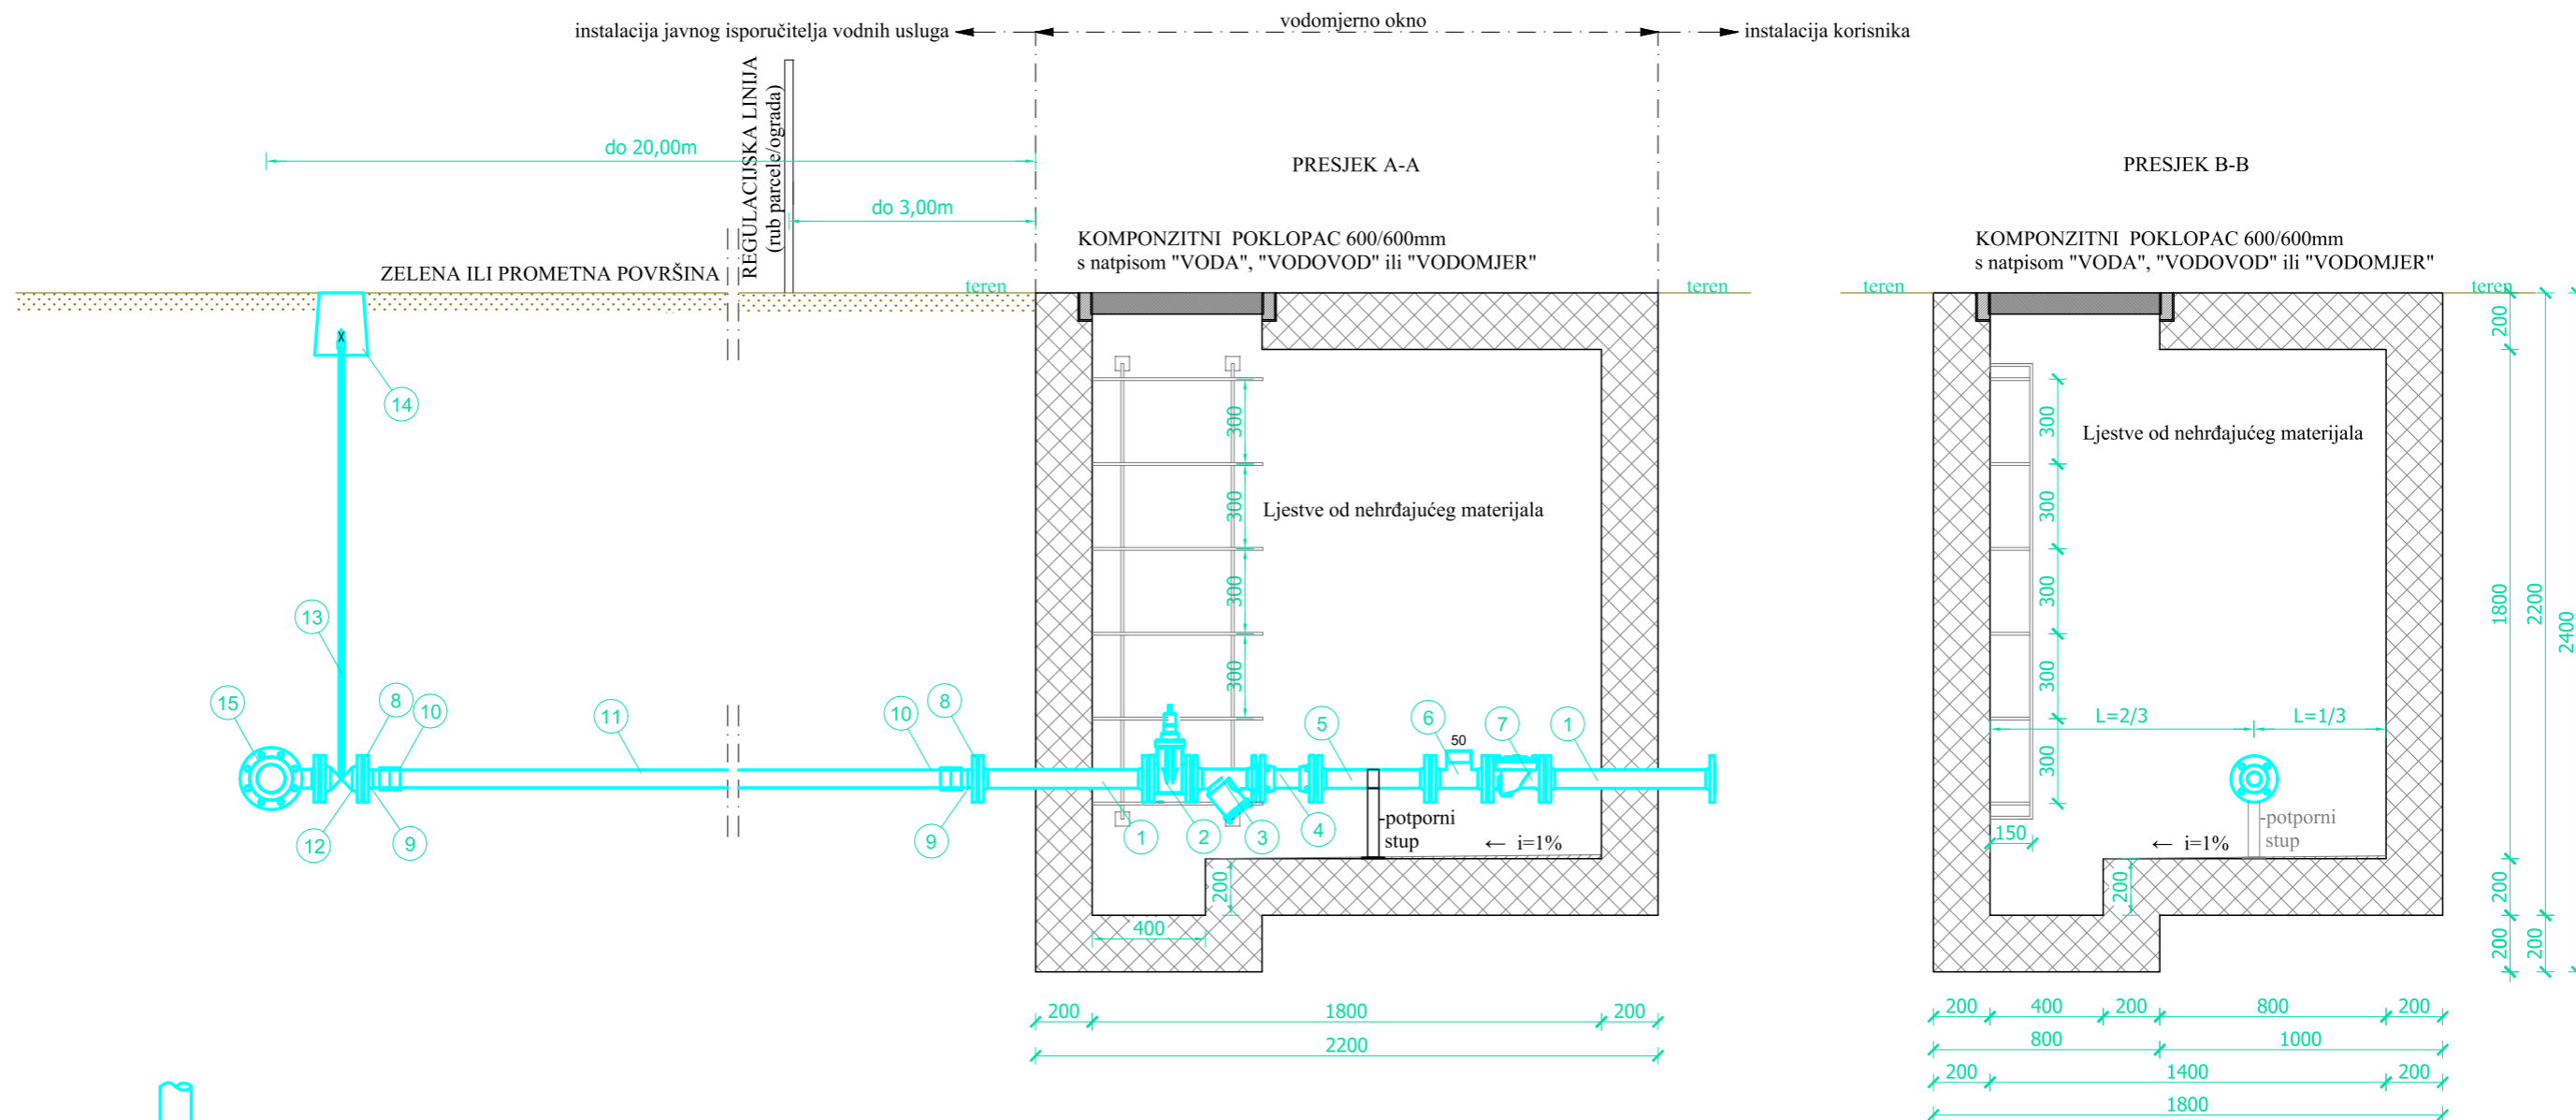 vodomjerno okno
instalacija javnog isporučitelja vodnih usluga
instalacija korisnika
REGULACIJSKA LINIJA
(rub parcele/ograda)
do 20,00m
PRESJEK A-A
PRESJEK B-B
do 3,00m
KOMPONZITNI POKLOPAC 600/600mm
s natpisom "VODA", "VODOVOD" ili "VODOMJER"
KOMPONZITNI POKLOPAC 600/600mm
s natpisom "VODA", "VODOVOD" ili "VODOMJER"
ZELENA ILI PROMETNA POVRŠINA
teren
teren
teren
teren
200
14
300
300
Ljestve od nehrđajućeg materijala
300
300
Ljestve od nehrđajućeg materijala
300
300
13
1800
2200
2400
300
300
15
8
10
11
10
8
5
6
50
7
1
L=2/3
L=1/3
300
12
9
9
1
2
3
4
-potporni
stup
← i=1%
-potporni
stup
150
← i=1%
200
200
200
400
200
200
200
1800
200
2200
200
400
200
800
200
800
1000
200
1400
200
1800